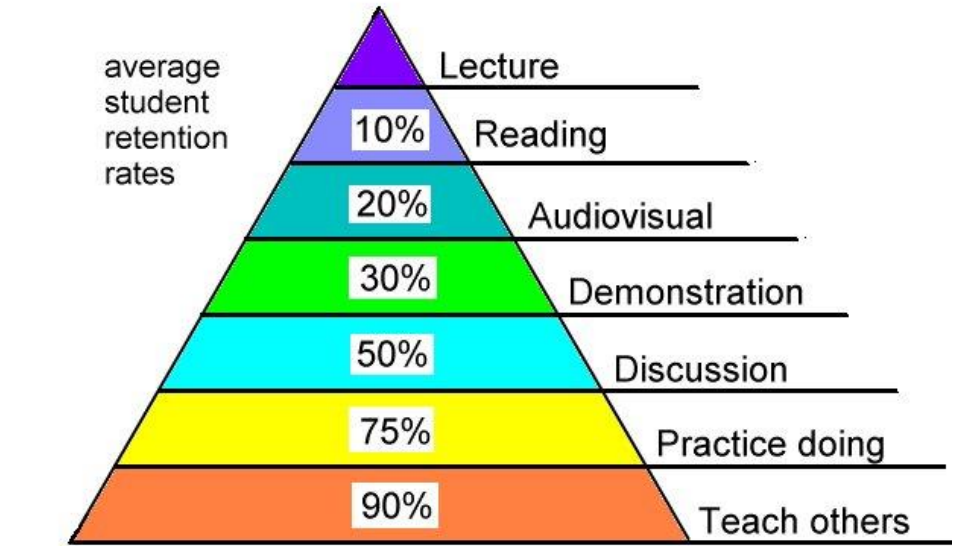 average
student
retention
rates
Lecture
10% Reading
20% Audiovisual
30% Demonstration
50% Discussion
75% Practice doing
90% Teach others